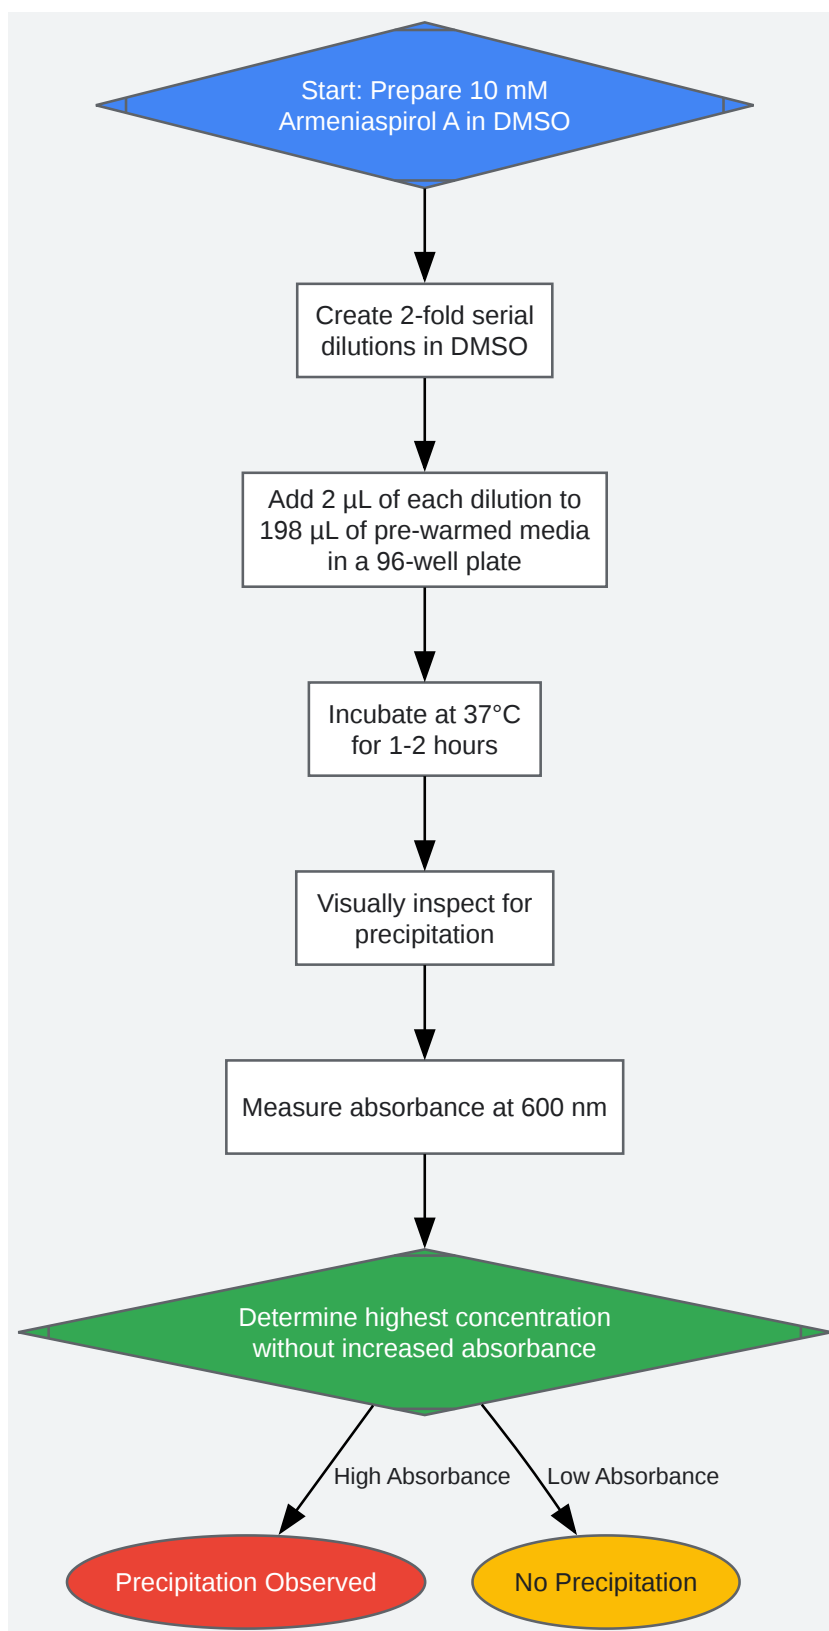 Start: Prepare 10 mM
Armeniaspirol A in DMSO
Create 2-fold serial
dilutions in DMSO
Add 2 µL of each dilution to
198 µL of pre-warmed media
in a 96-well plate
Incubate at 37°C
for 1-2 hours
Visually inspect for
precipitation
Measure absorbance at 600 nm
Determine highest concentration
without increased absorbance
High Absorbance
Low Absorbance
Precipitation Observed
No Precipitation